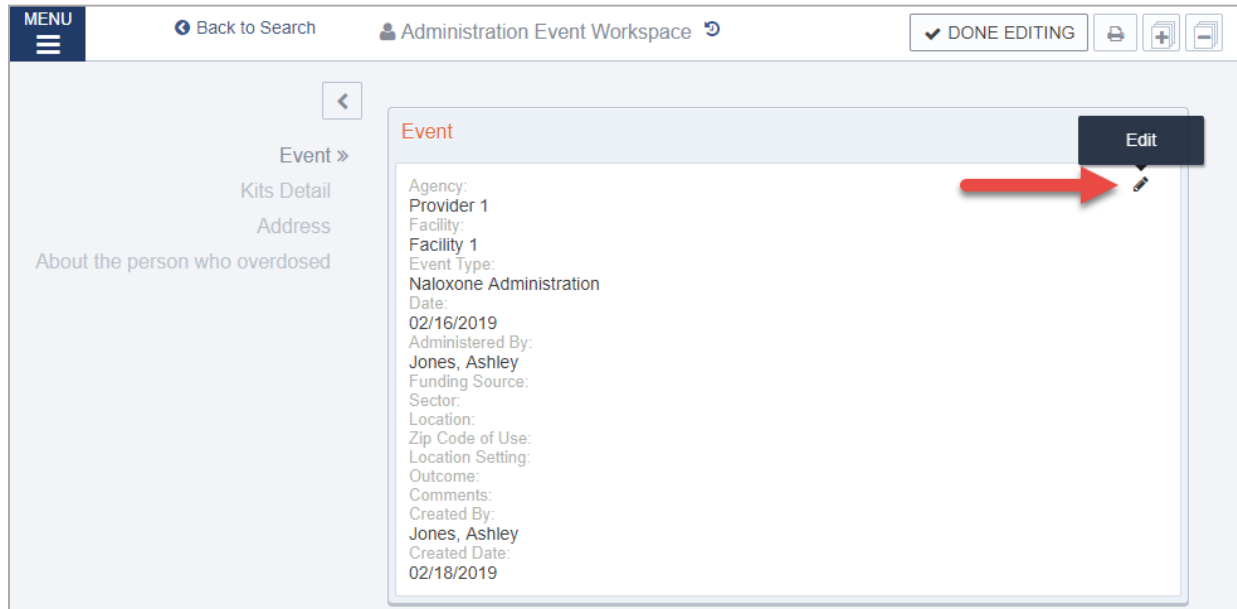 MENU
Back to Search
Administration Event Workspace
DONE EDITING
Event
Edit
Event »
Kits Detail
Address
About the person who overdosed
Agency:
Provider 1
Facility:
Facility 1
Event Type:
Naloxone Administration
Date:
02/16/2019
Administered By:
Jones, Ashley
Funding Source:
Sector:
Location:
Zip Code of Use:
Location Setting:
Outcome:
Comments:
Created By:
Jones, Ashley
Created Date:
02/18/2019